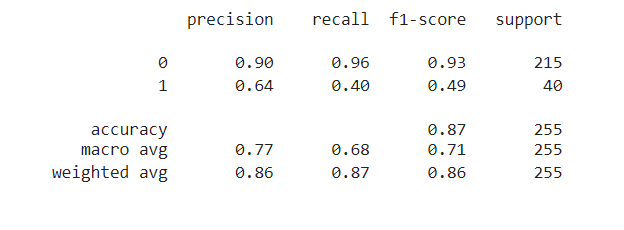 precision recall f1-score support
0 0.90 0.96 0.93 215
1 0.64 0.40 0.49 40
accuracy 0.87 255
macro avg 0.77 0.68 0.71 255
weighted avg 0.86 0.87 0.86 255